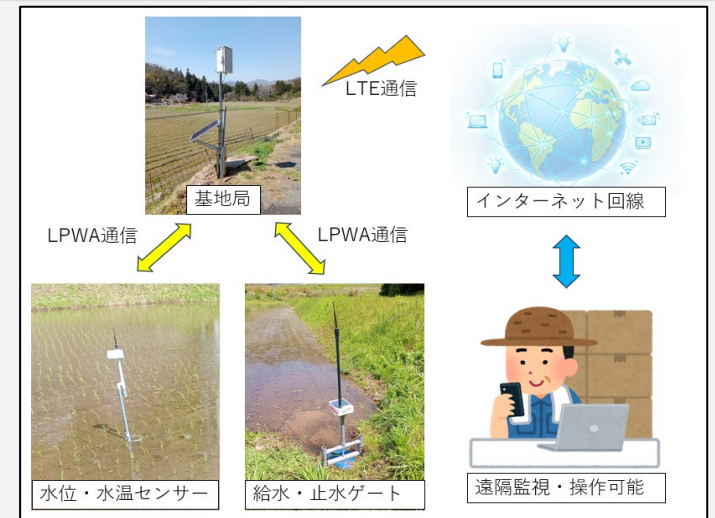 LTE通信
基地局
インターネット回線
LPWA通信
LPWA通信
水位・水温センサー
給水・止水ゲート
遠隔監視・操作可能